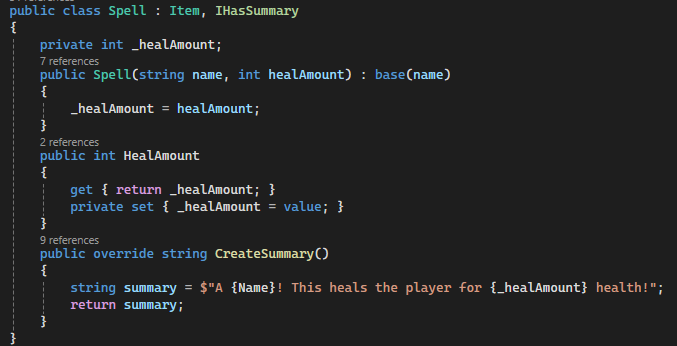 public class Spell : Item, IHasSummary
{
private int _healAmount;
7 references
public Spell(string name, int healAmount) : base(name)
{
_healAmount = healAmount;
}
2 references
public int HealAmount
{
get { return _healAmount; }
private set { _healAmount = value; }
}
9 references
public override string CreateSummary()
{
string summary = $"A {Name}! This heals the player for {_healAmount} health!";
return summary;
}
}